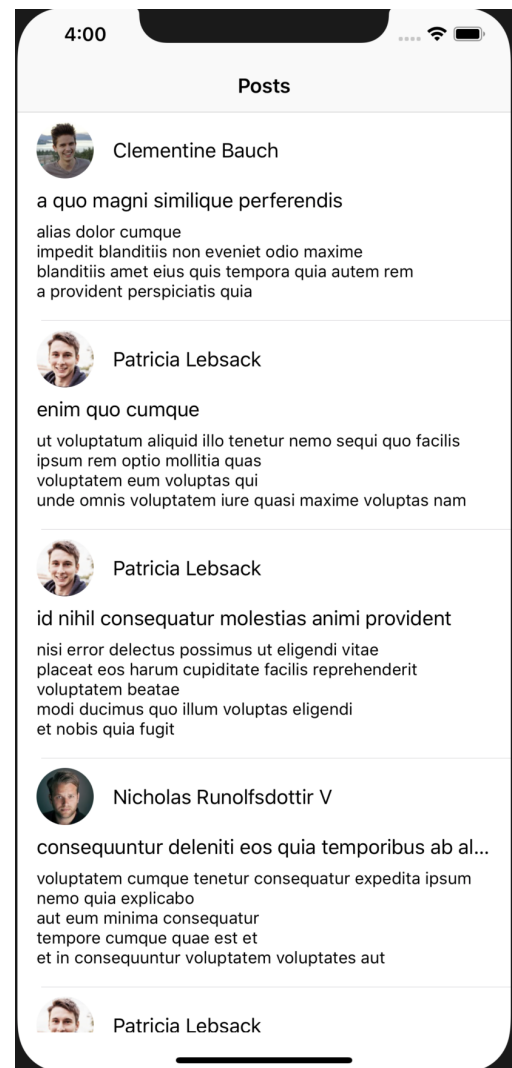 4:00
Posts
Clementine Bauch
a quo magni similique perferendis
alias dolor cumque
impedit blanditiis non eveniet odio maxime
blanditiis amet eius quis tempora quia autem rem
a provident perspiciatis quia
Patricia Lebsack
enim quo cumque
ut voluptatum aliquid illo tenetur nemo sequi quo facilis
ipsum rem optio mollitia quas
voluptatem eum voluptas qui
unde omnis voluptatem iure quasi maxime voluptas nam
Patricia Lebsack
id nihil consequatur molestias animi provident
nisi error delectus possimus ut eligendi vitae
placeat eos harum cupiditate facilis reprehenderit
voluptatem beatae
modi ducimus quo illum voluptas eligendi
et nobis quia fugit
Nicholas Runolfsdottir V
consequuntur deleniti eos quia temporibus ab al...
voluptatem cumque tenetur consequatur expedita ipsum
nemo quia explicabo
aut eum minima consequatur
tempore cumque quae est et
et in consequuntur voluptatem voluptates aut
Patricia Lebsack